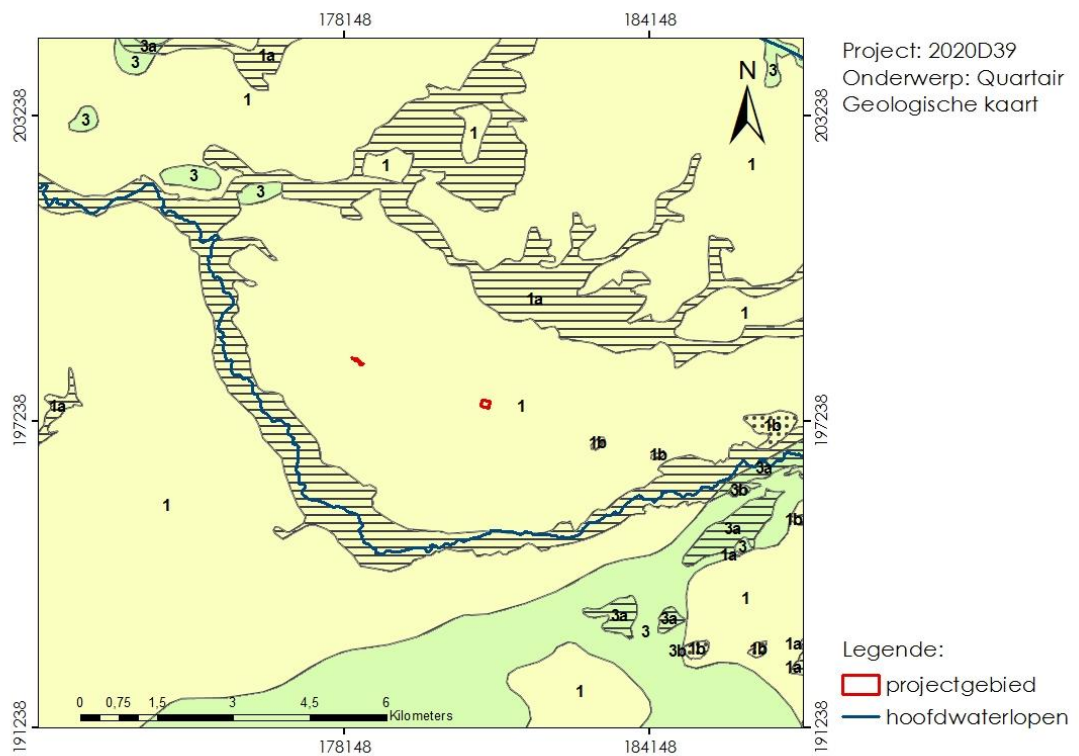 178148
184148
Project: 2020D39
Onderwerp: Quartair
Geologische kaart
N
203238
203238
3a
3
1a
1
3
3
1
1
1
3
3
1a
1
1a
197238
197238
1
1b
1b
1b
3a
3b
1
3a
1b
3
1a
1
3a
3a
3
3b
1b
1b
1a
1a
1
0
0,75
1,5
3
4,5
6
Kilometers
191238
191238
178148
184148
Legende:
projectgebied
hoofdwaterlopen